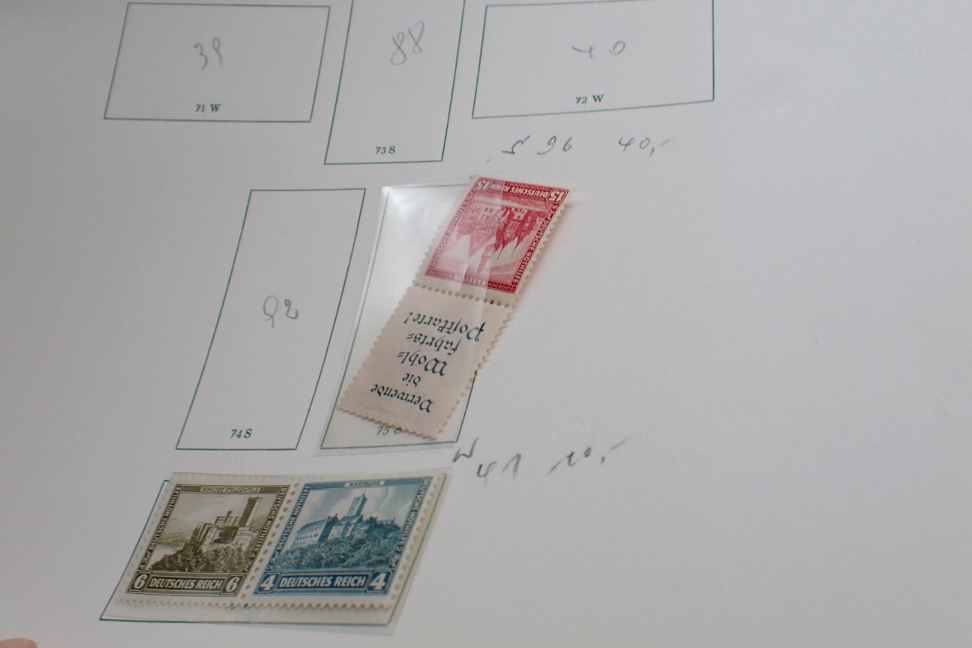 39
88
40
71 W
73 S
72 W
S 96 40,-
15 DEUTSCHES REICH 15
92
Verwende
die
Wohl=
fahrts=
Postkarte!
74 S
W 41 20,-
6 DEUTSCHES REICH 6
4 DEUTSCHES REICH 4